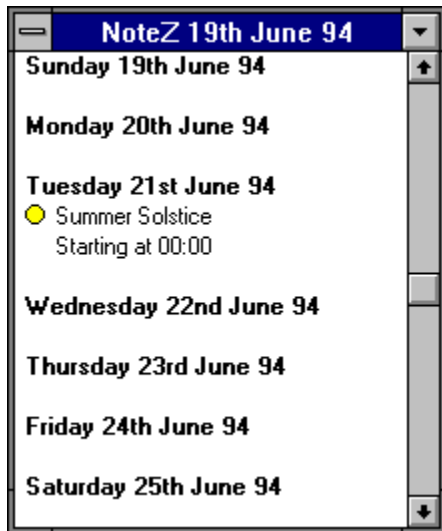 NoteZ 19th June 94
Sunday 19th June 94
Monday 20th June 94
Tuesday 21st June 94
Summer Solstice
Starting at 00:00
Wednesday 22nd June 94
Thursday 23rd June 94
Friday 24th June 94
Saturday 25th June 94